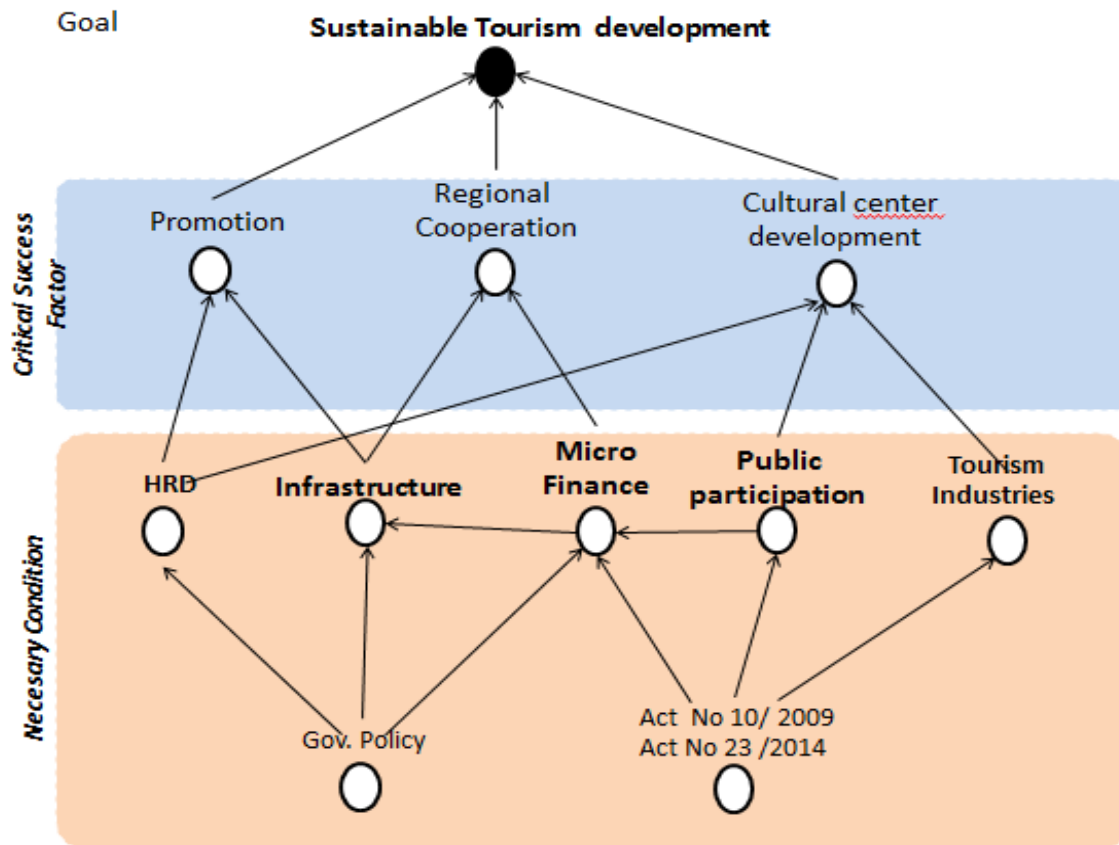 Goal
Sustainable Tourism development
Critical Success
Factor
Promotion
Regional
Cooperation
Cultural center
development
Necesary Condition
HRD
Infrastructure
Micro
Finance
Public
participation
Tourism
Industries
Gov. Policy
Act No 10/ 2009
Act No 23 /2014